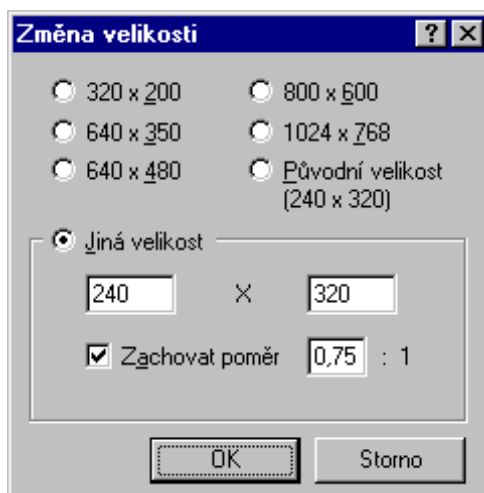 Změna velikosti
320 x 200
800 x 600
640 x 350
1024 x 768
640 x 480
Původní velikost
(240 x 320)
Jiná velikost
240 X 320
Zachovat poměr 0,75 : 1
OK
Storno